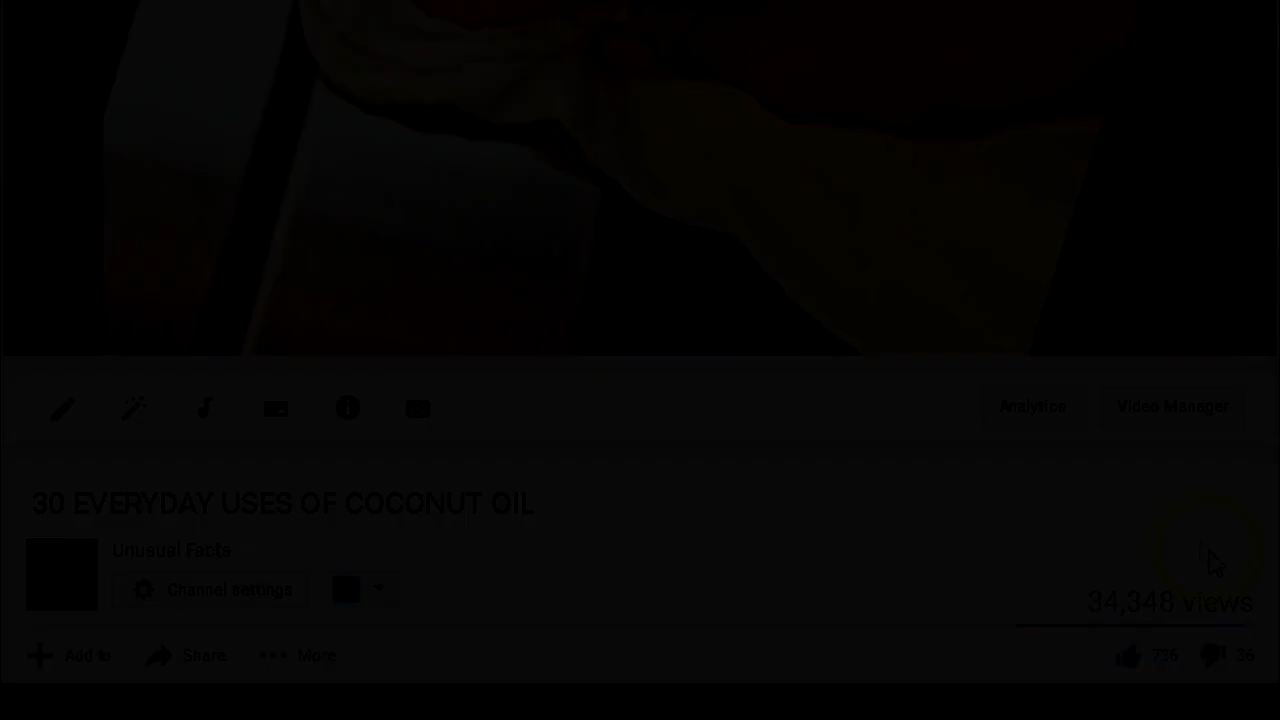 Analytics Video Manager
30 EVERYDAY USES OF COCONUT OIL
Unusual Facts
Channel settings
34,348 views
Add to Share More 736 36